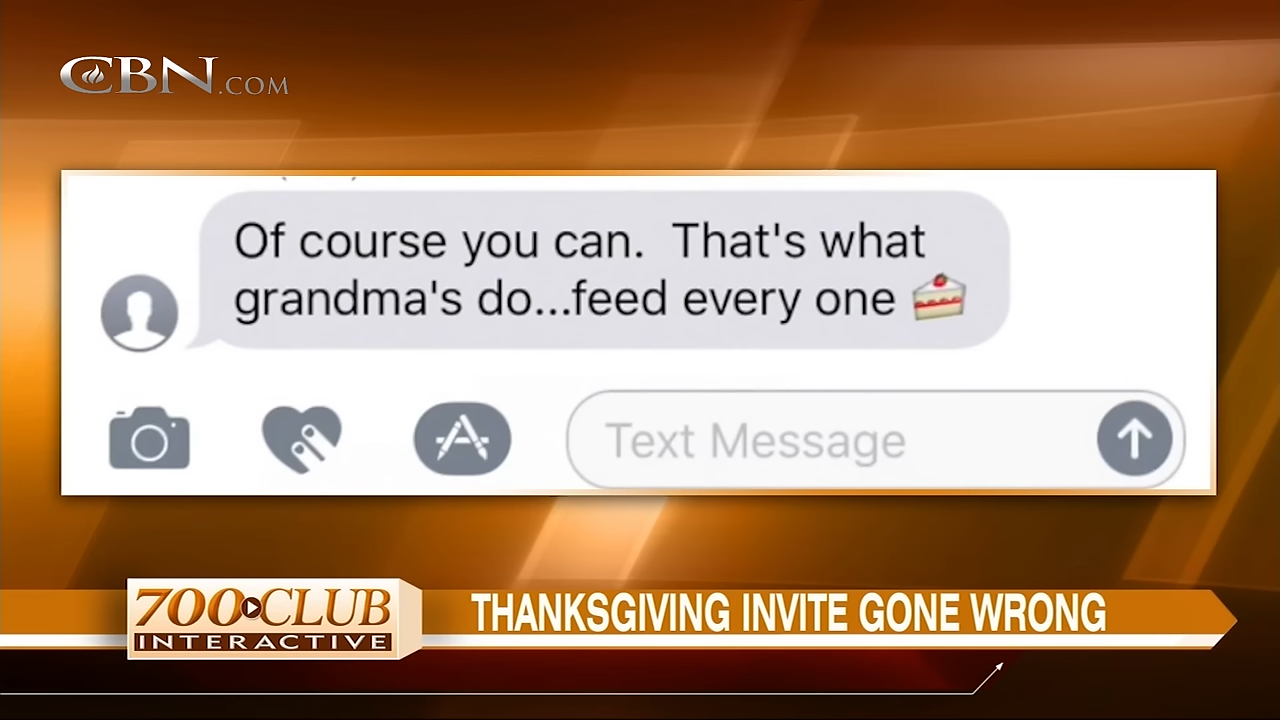 CBN.COM
Of course you can.  That's what
grandma's do...feed every one 🍰
Text Message
700 CLUB
INTERACTIVE
THANKSGIVING INVITE GONE WRONG